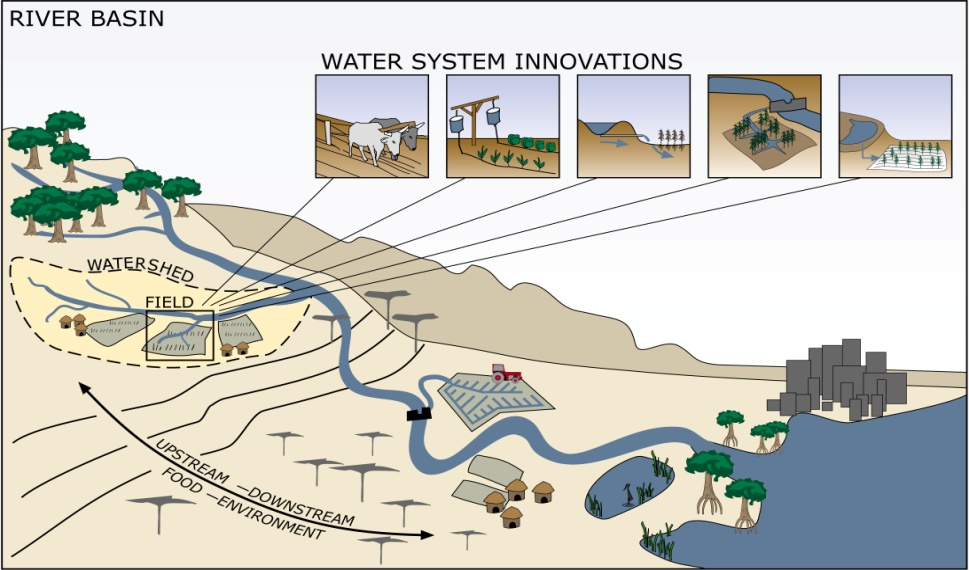 RIVER BASIN
WATER SYSTEM INNOVATIONS
WATERSHED
FIELD
UPSTREAM – DOWNSTREAM
FOOD – ENVIRONMENT